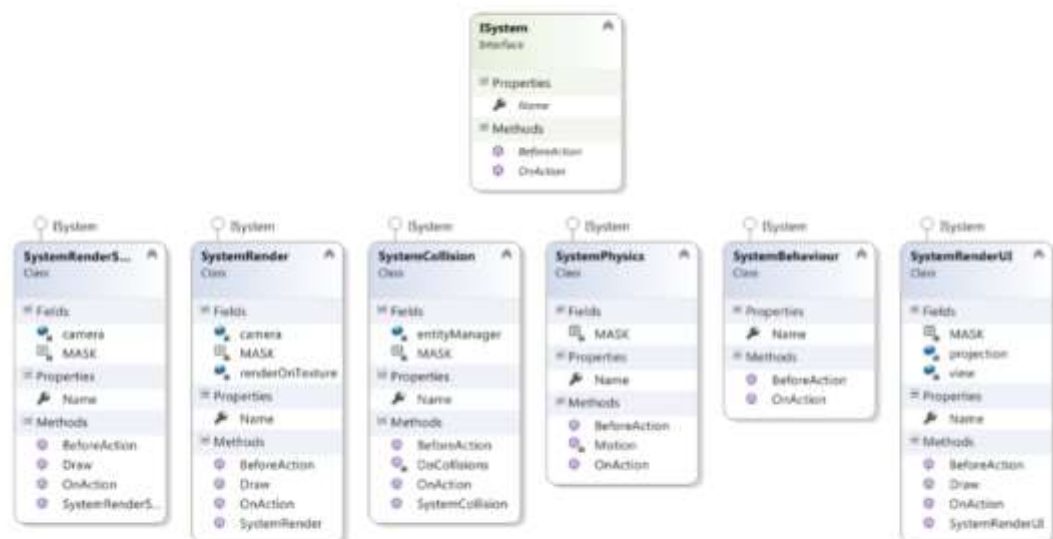 ISystem
Interface
Properties
Name
Methods
BeforeAction
OnAction
ISystem
SystemRenderS...
Class
Fields
camera
MASK
Properties
Name
Methods
BeforeAction
Draw
OnAction
SystemRenderS...
ISystem
SystemRender
Class
Fields
camera
MASK
renderOnTexture
Properties
Name
Methods
BeforeAction
Draw
OnAction
SystemRender
ISystem
SystemCollision
Class
Fields
entityManager
MASK
Properties
Name
Methods
BeforeAction
DoCollisions
OnAction
SystemCollision
ISystem
SystemPhysics
Class
Fields
MASK
Properties
Name
Methods
BeforeAction
Motion
OnAction
ISystem
SystemBehaviour
Class
Properties
Name
Methods
BeforeAction
OnAction
ISystem
SystemRenderUI
Class
Fields
MASK
projection
view
Properties
Name
Methods
BeforeAction
Draw
OnAction
SystemRenderUI